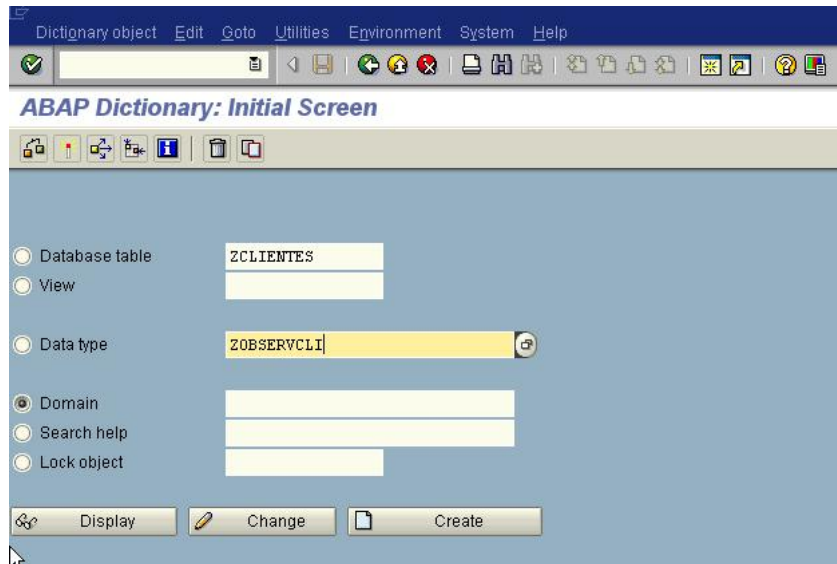 Dictionary object Edit Goto Utilities Environment System Help
ABAP Dictionary: Initial Screen
Database table ZCLIENTES
View
Data type ZOBSERVCLI
Domain
Search help
Lock object
Display Change Create